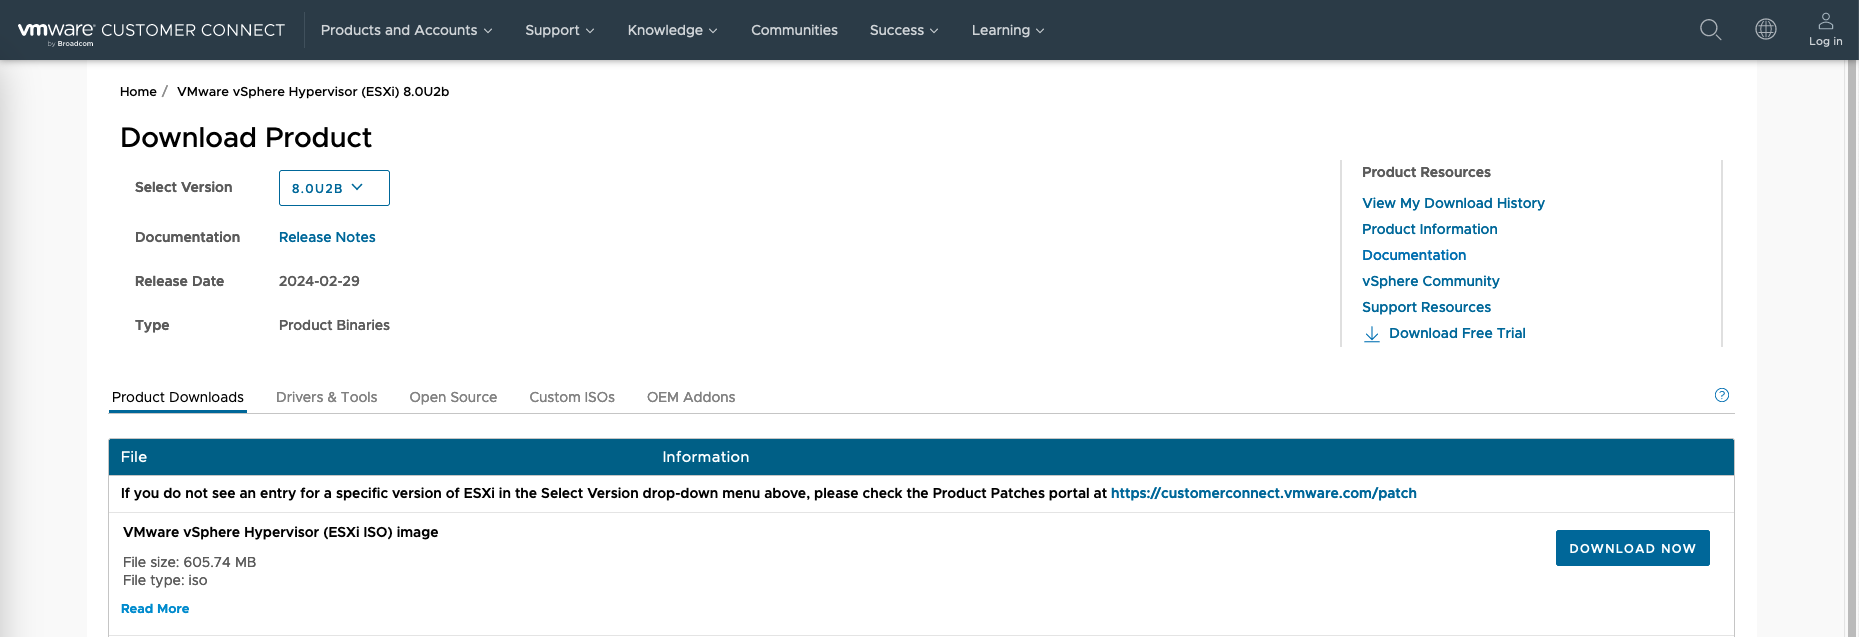 vmware CUSTOMER CONNECT
by Broadcom
Products and Accounts
Support
Knowledge
Communities
Success
Learning
Log in
Home / VMware vSphere Hypervisor (ESXi) 8.0U2b
Download Product
Select Version 8.0U2B
Documentation Release Notes
Release Date 2024-02-29
Type Product Binaries
Product Resources
View My Download History
Product Information
Documentation
vSphere Community
Support Resources
Download Free Trial
Product Downloads Drivers & Tools Open Source Custom ISOs OEM Addons
?
File Information
If you do not see an entry for a specific version of ESXi in the Select Version drop-down menu above, please check the Product Patches portal at https://customerconnect.vmware.com/patch
VMware vSphere Hypervisor (ESXi ISO) image
File size: 605.74 MB
File type: iso
Read More
DOWNLOAD NOW